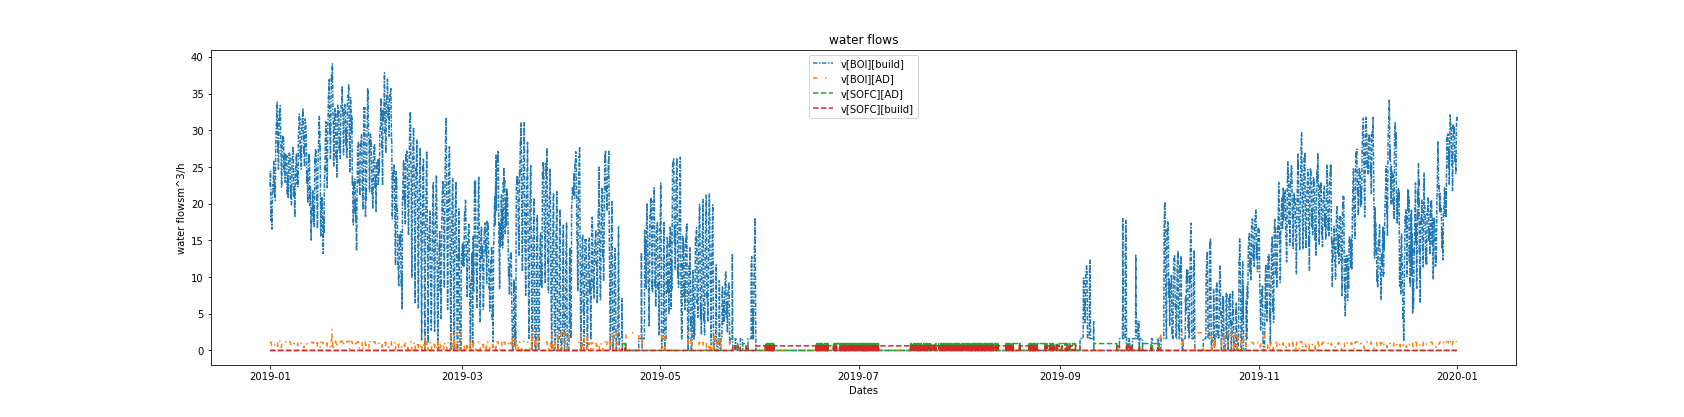 water flows
v[BOI][build]
v[BOI][AD]
v[SOFC][AD]
v[SOFC][build]
water flowsm^3/h
40
35
30
25
20
15
10
5
0
2019-01
2019-03
2019-05
2019-07
2019-09
2019-11
2020-01
Dates